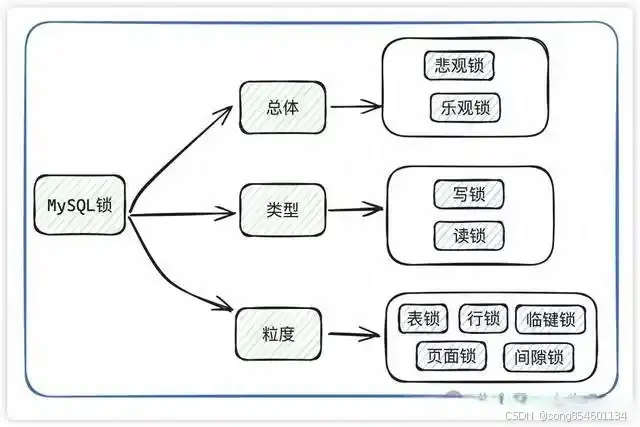 悲观锁
总体
乐观锁
MySQL锁
写锁
类型
读锁
表锁 行锁 临键锁
粒度
页面锁 间隙锁
CSDN @song854601134